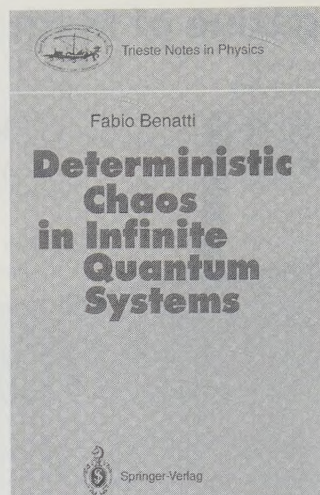 Trieste Notes in Physics
Fabio Benatti
Deterministic
Chaos
in Infinite
Quantum
Systems
Springer-Verlag